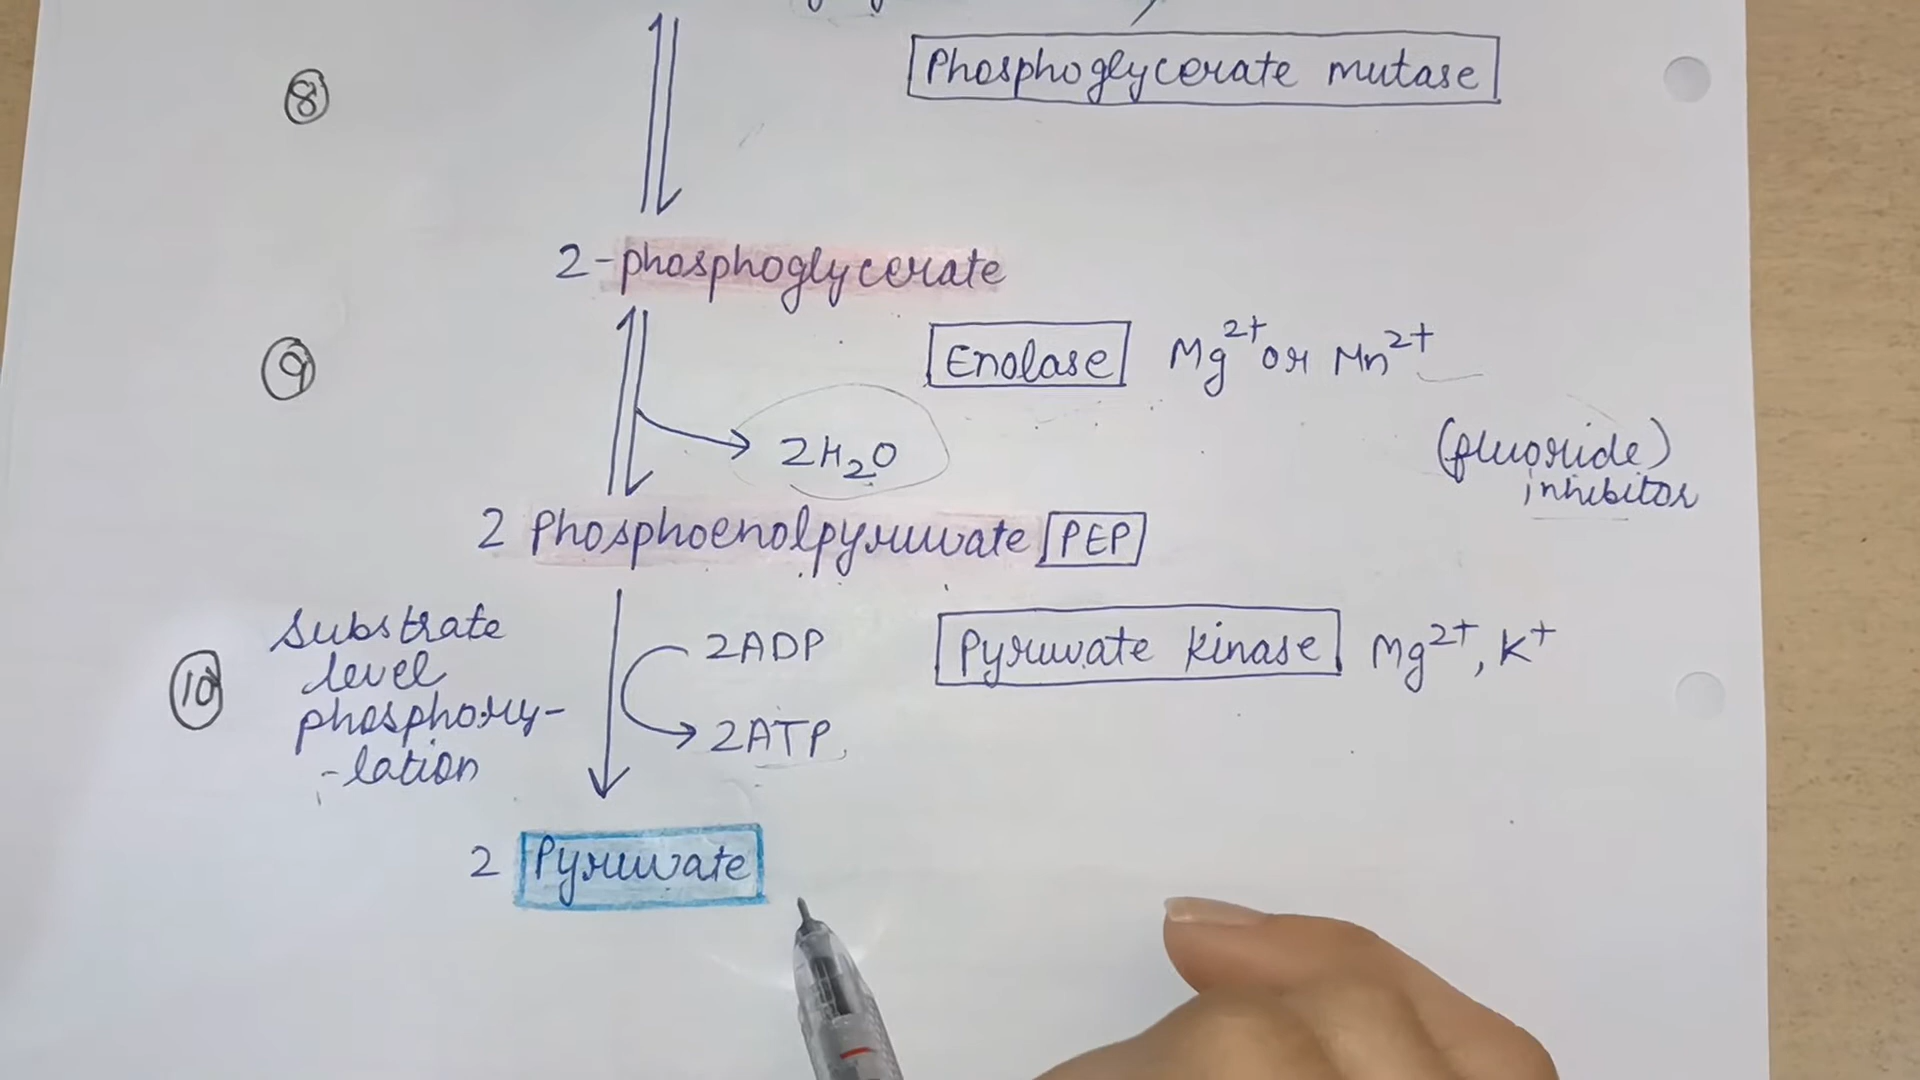 Phosphoglycerate mutase
8
2-phosphoglycerate
9
Enolase Mg2+ or Mn2+
2H2O
(fluoride)
inhibitor
2 Phosphoenolpyruvate PEP
Substrate
level
phosphory-
-lation
10
2ADP
Pyruvate kinase Mg2+, K+
2ATP
2 Pyruvate